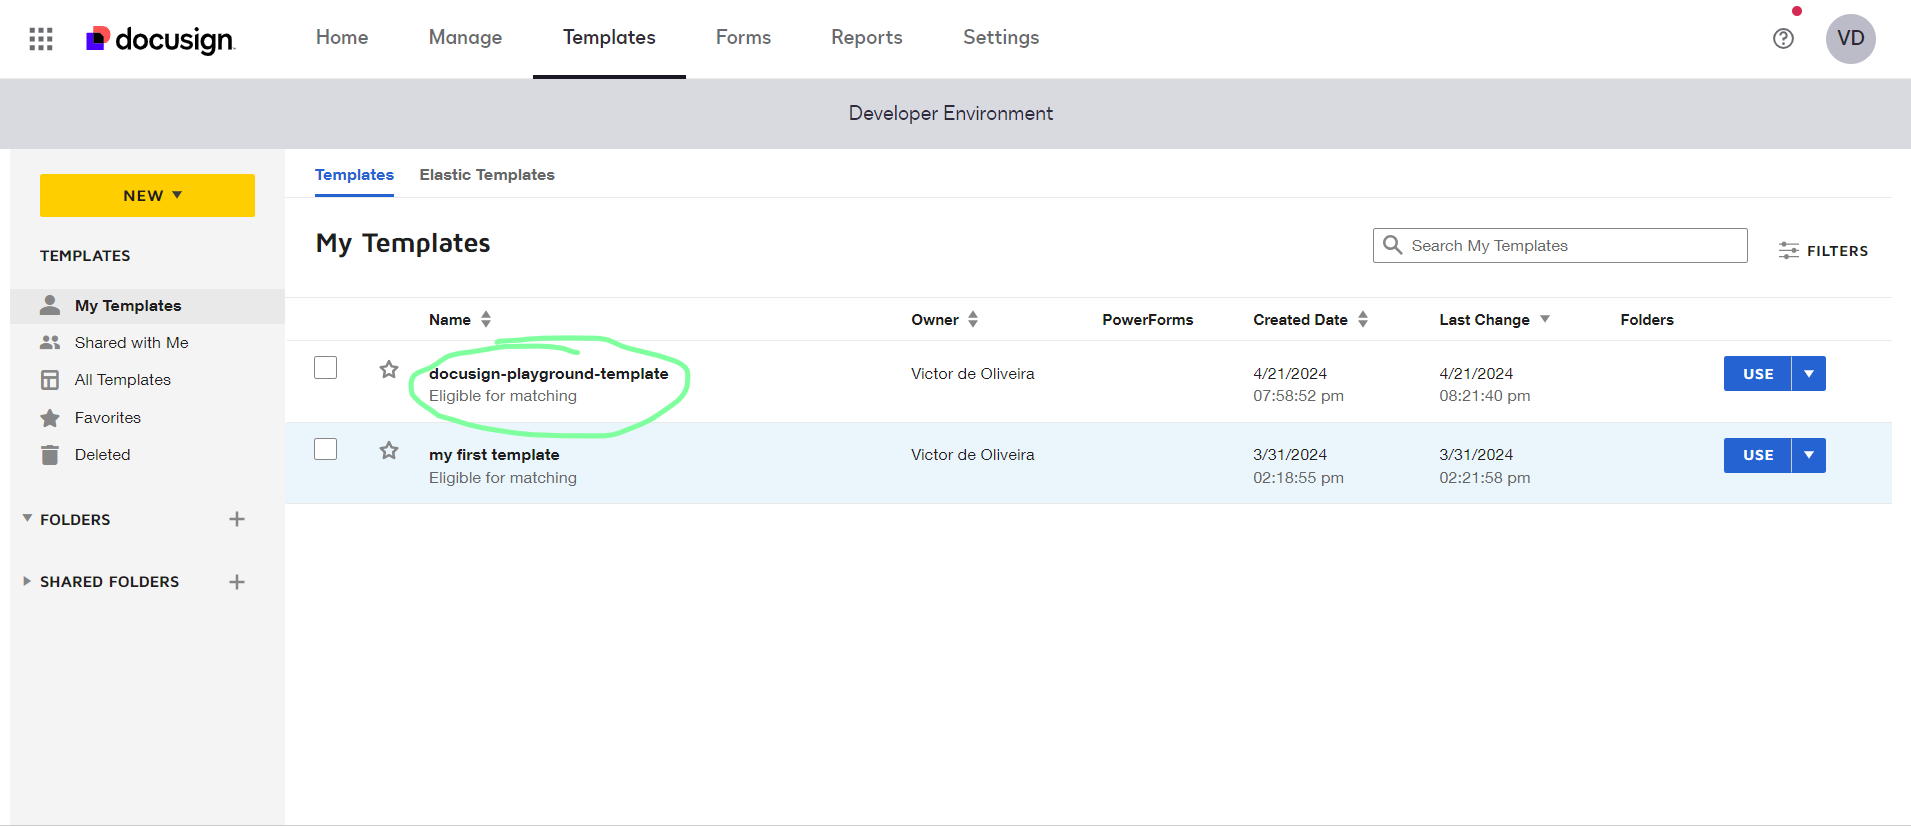 docusign
Home
Manage
Templates
Forms
Reports
Settings
VD
Developer Environment
NEW
TEMPLATES
My Templates
Shared with Me
All Templates
Favorites
Deleted
FOLDERS
SHARED FOLDERS
Templates
Elastic Templates
My Templates
Search My Templates
FILTERS
Name
Owner
PowerForms
Created Date
Last Change
Folders
docusign-playground-template
Eligible for matching
Victor de Oliveira
4/21/2024
07:58:52 pm
4/21/2024
08:21:40 pm
USE
my first template
Eligible for matching
Victor de Oliveira
3/31/2024
02:18:55 pm
3/31/2024
02:21:58 pm
USE